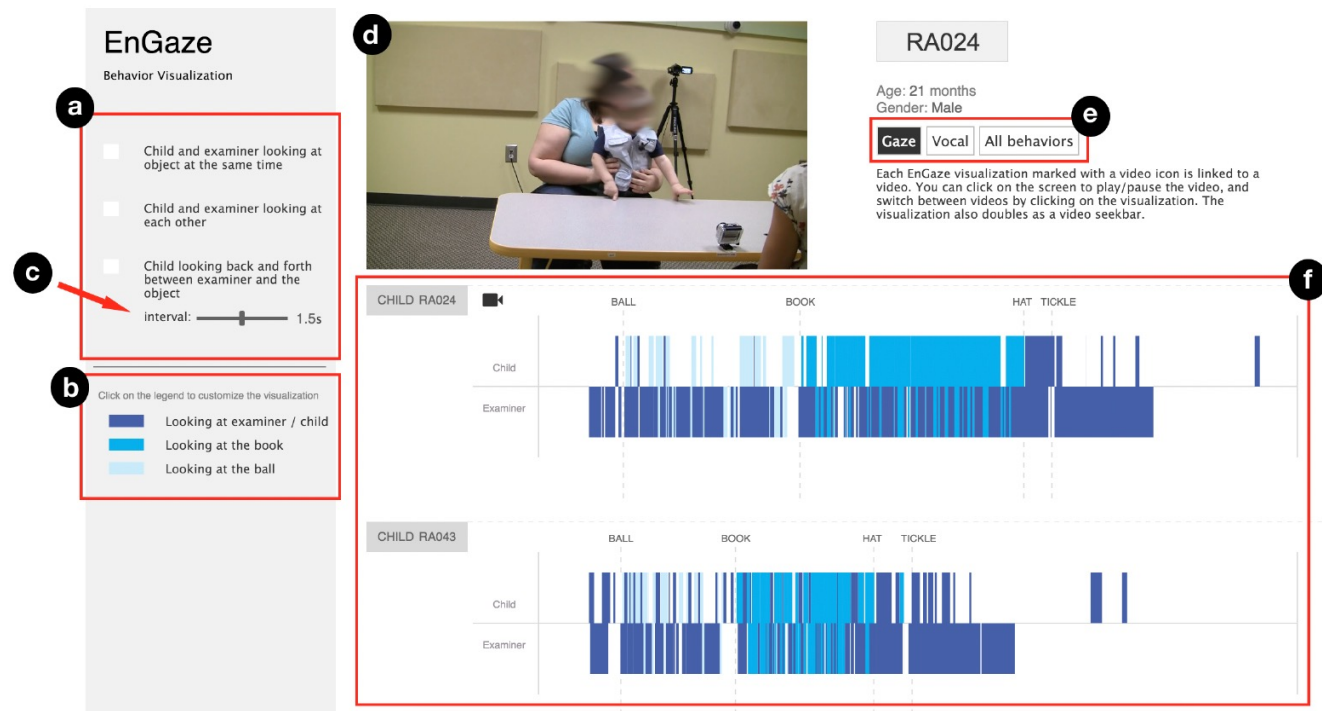 EnGaze
Behavior Visualization
a
Child and examiner looking at
object at the same time
Child and examiner looking at
each other
c
Child looking back and forth
between examiner and the
object
interval: 1.5s
b
Click on the legend to customize the visualization
Looking at examiner / child
Looking at the book
Looking at the ball
d
RA024
Age: 21 months
Gender: Male
e
Gaze Vocal All behaviors
Each EnGaze visualization marked with a video icon is linked to a
video. You can click on the screen to play/pause the video, and
switch between videos by clicking on the visualization. The
visualization also doubles as a video seekbar.
f
CHILD RA024
BALL BOOK HAT TICKLE
Child
Examiner
CHILD RA043
BALL BOOK HAT TICKLE
Child
Examiner